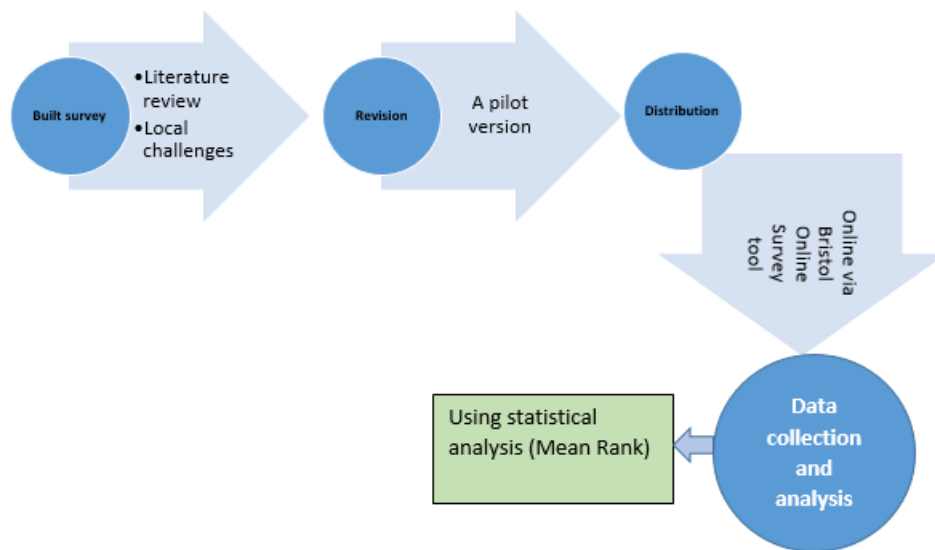 Built survey
•Literature
review
•Local
challenges
Revision
A pilot
version
Distribution
Online via
Bristol
Online
Survey
tool
Data
collection
and
analysis
Using statistical
analysis (Mean Rank)